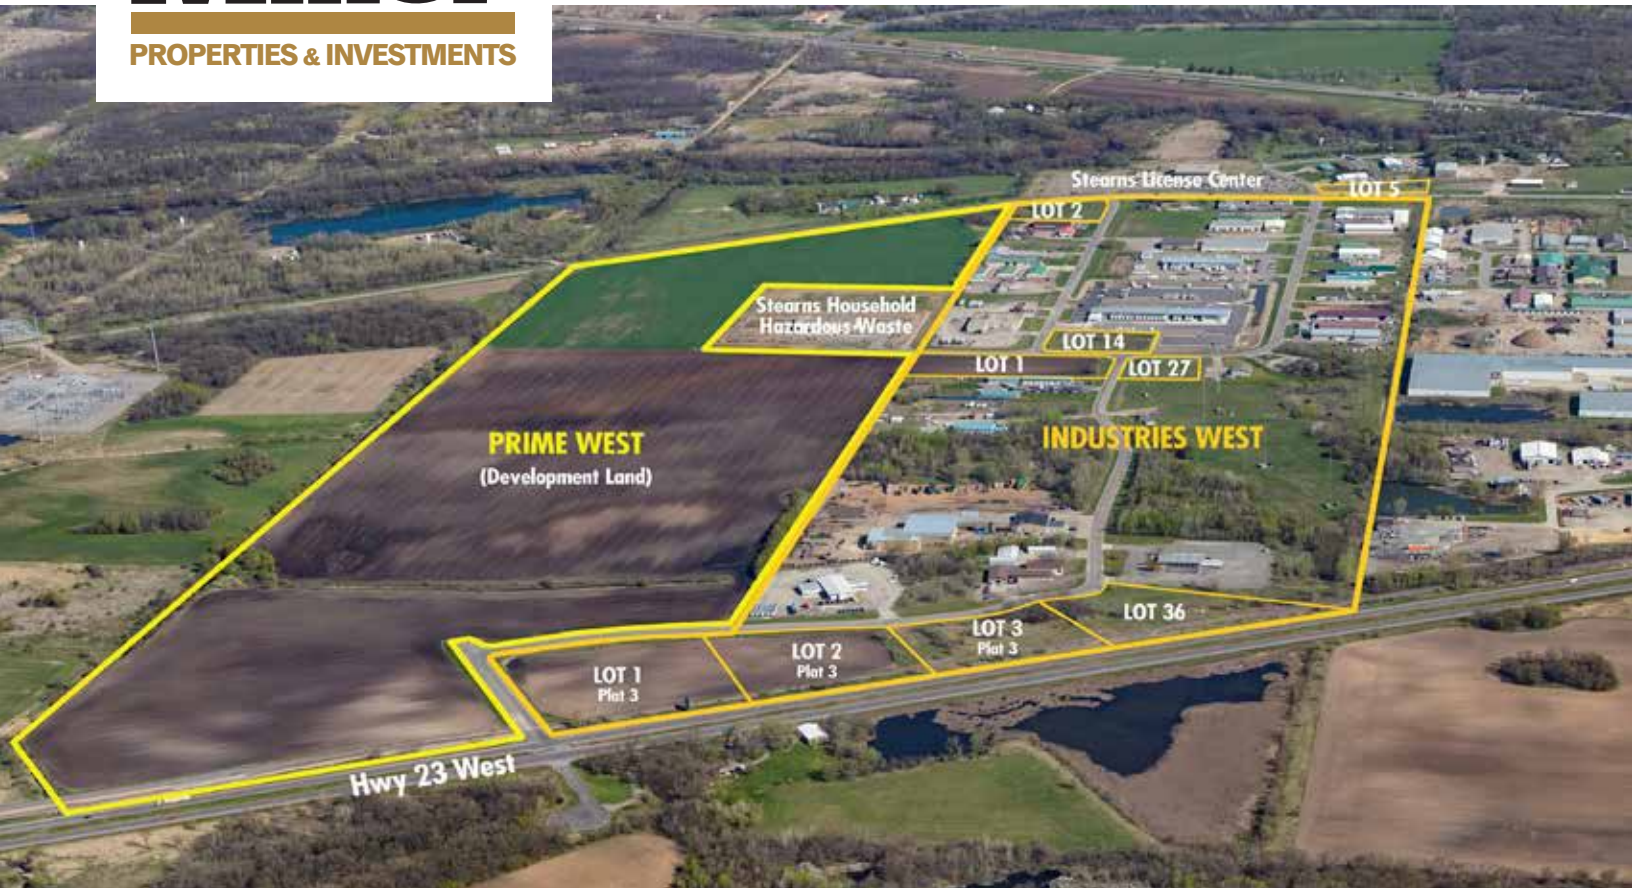 PROPERTIES & INVESTMENTS
Stearns License Center
LOT 5
LOT 2
Stearns Household
Hazardous Waste
LOT 14
LOT 1
LOT 27
PRIME WEST
(Development Land)
INDUSTRIES WEST
LOT 36
LOT 3
Plat 3
LOT 2
Plat 3
LOT 1
Plat 3
Hwy 23 West